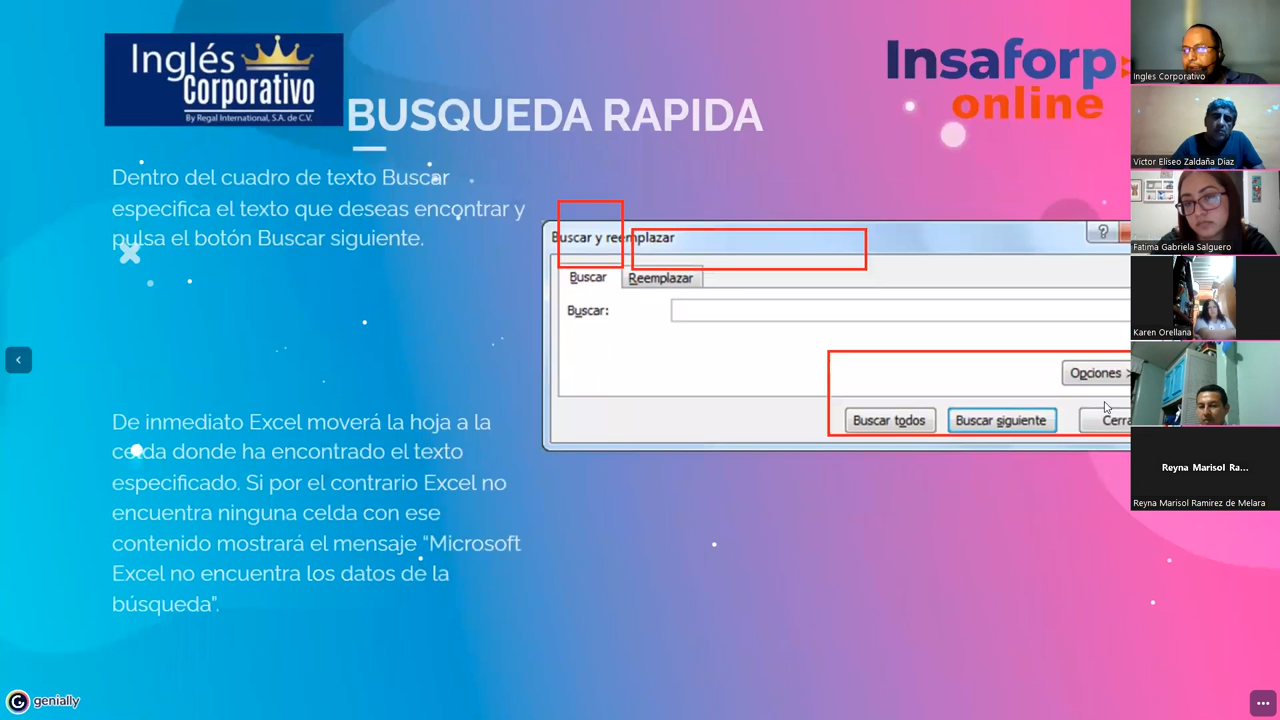 Inglés
Corporativo
By Regal International, S.A. de C.V.
BUSQUEDA RAPIDA
Insaforp
online
Dentro del cuadro de texto Buscar
especifica el texto que deseas encontrar y
pulsa el botón Buscar siguiente.
De inmediato Excel moverá la hoja a la
celda donde ha encontrado el texto
especificado. Si por el contrario Excel no
encuentra ninguna celda con ese
contenido mostrará el mensaje “Microsoft
Excel no encuentra los datos de la
búsqueda”.
Buscar y reemplazar
?
Buscar
Reemplazar
Buscar:
Opciones >
Buscar todos
Buscar siguiente
Cerra
Ingles Corporativo
Victor Eliseo Zaldaña Díaz
Fatima Gabriela Salguero
Karen Orellana
Reyna Marisol Ra...
Reyna Marisol Ramirez de Melara
genially